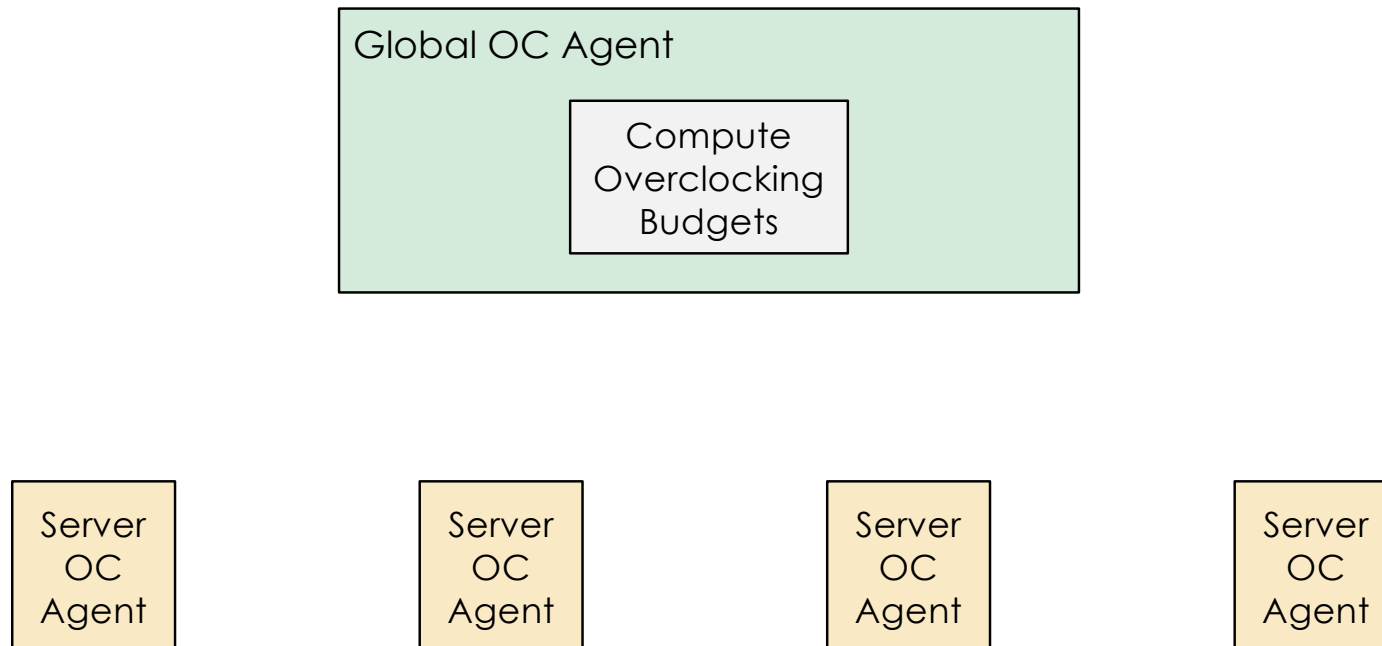 Global OC Agent
Compute
Overclocking
Budgets
Server
OC
Agent
Server
OC
Agent
Server
OC
Agent
Server
OC
Agent